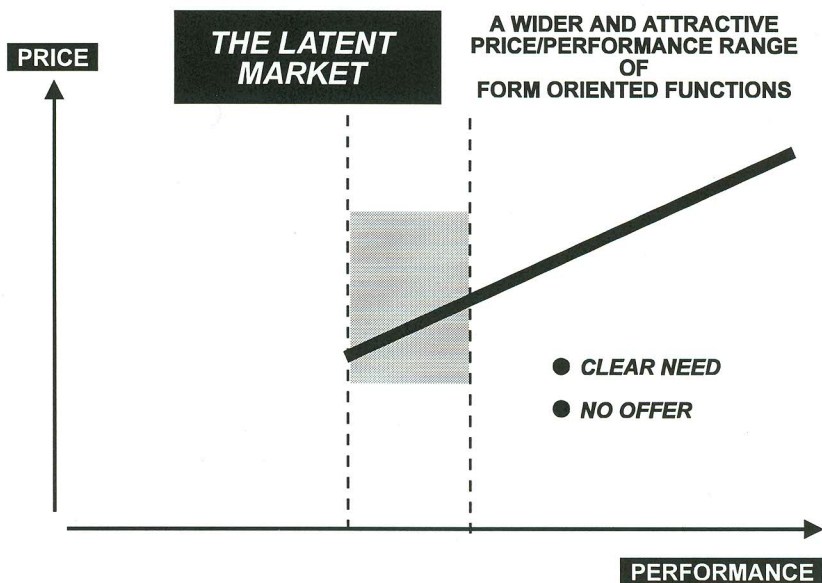 PRICE
THE LATENT
MARKET
A WIDER AND ATTRACTIVE
PRICE/PERFORMANCE RANGE
OF
FORM ORIENTED FUNCTIONS
● CLEAR NEED
● NO OFFER
PERFORMANCE